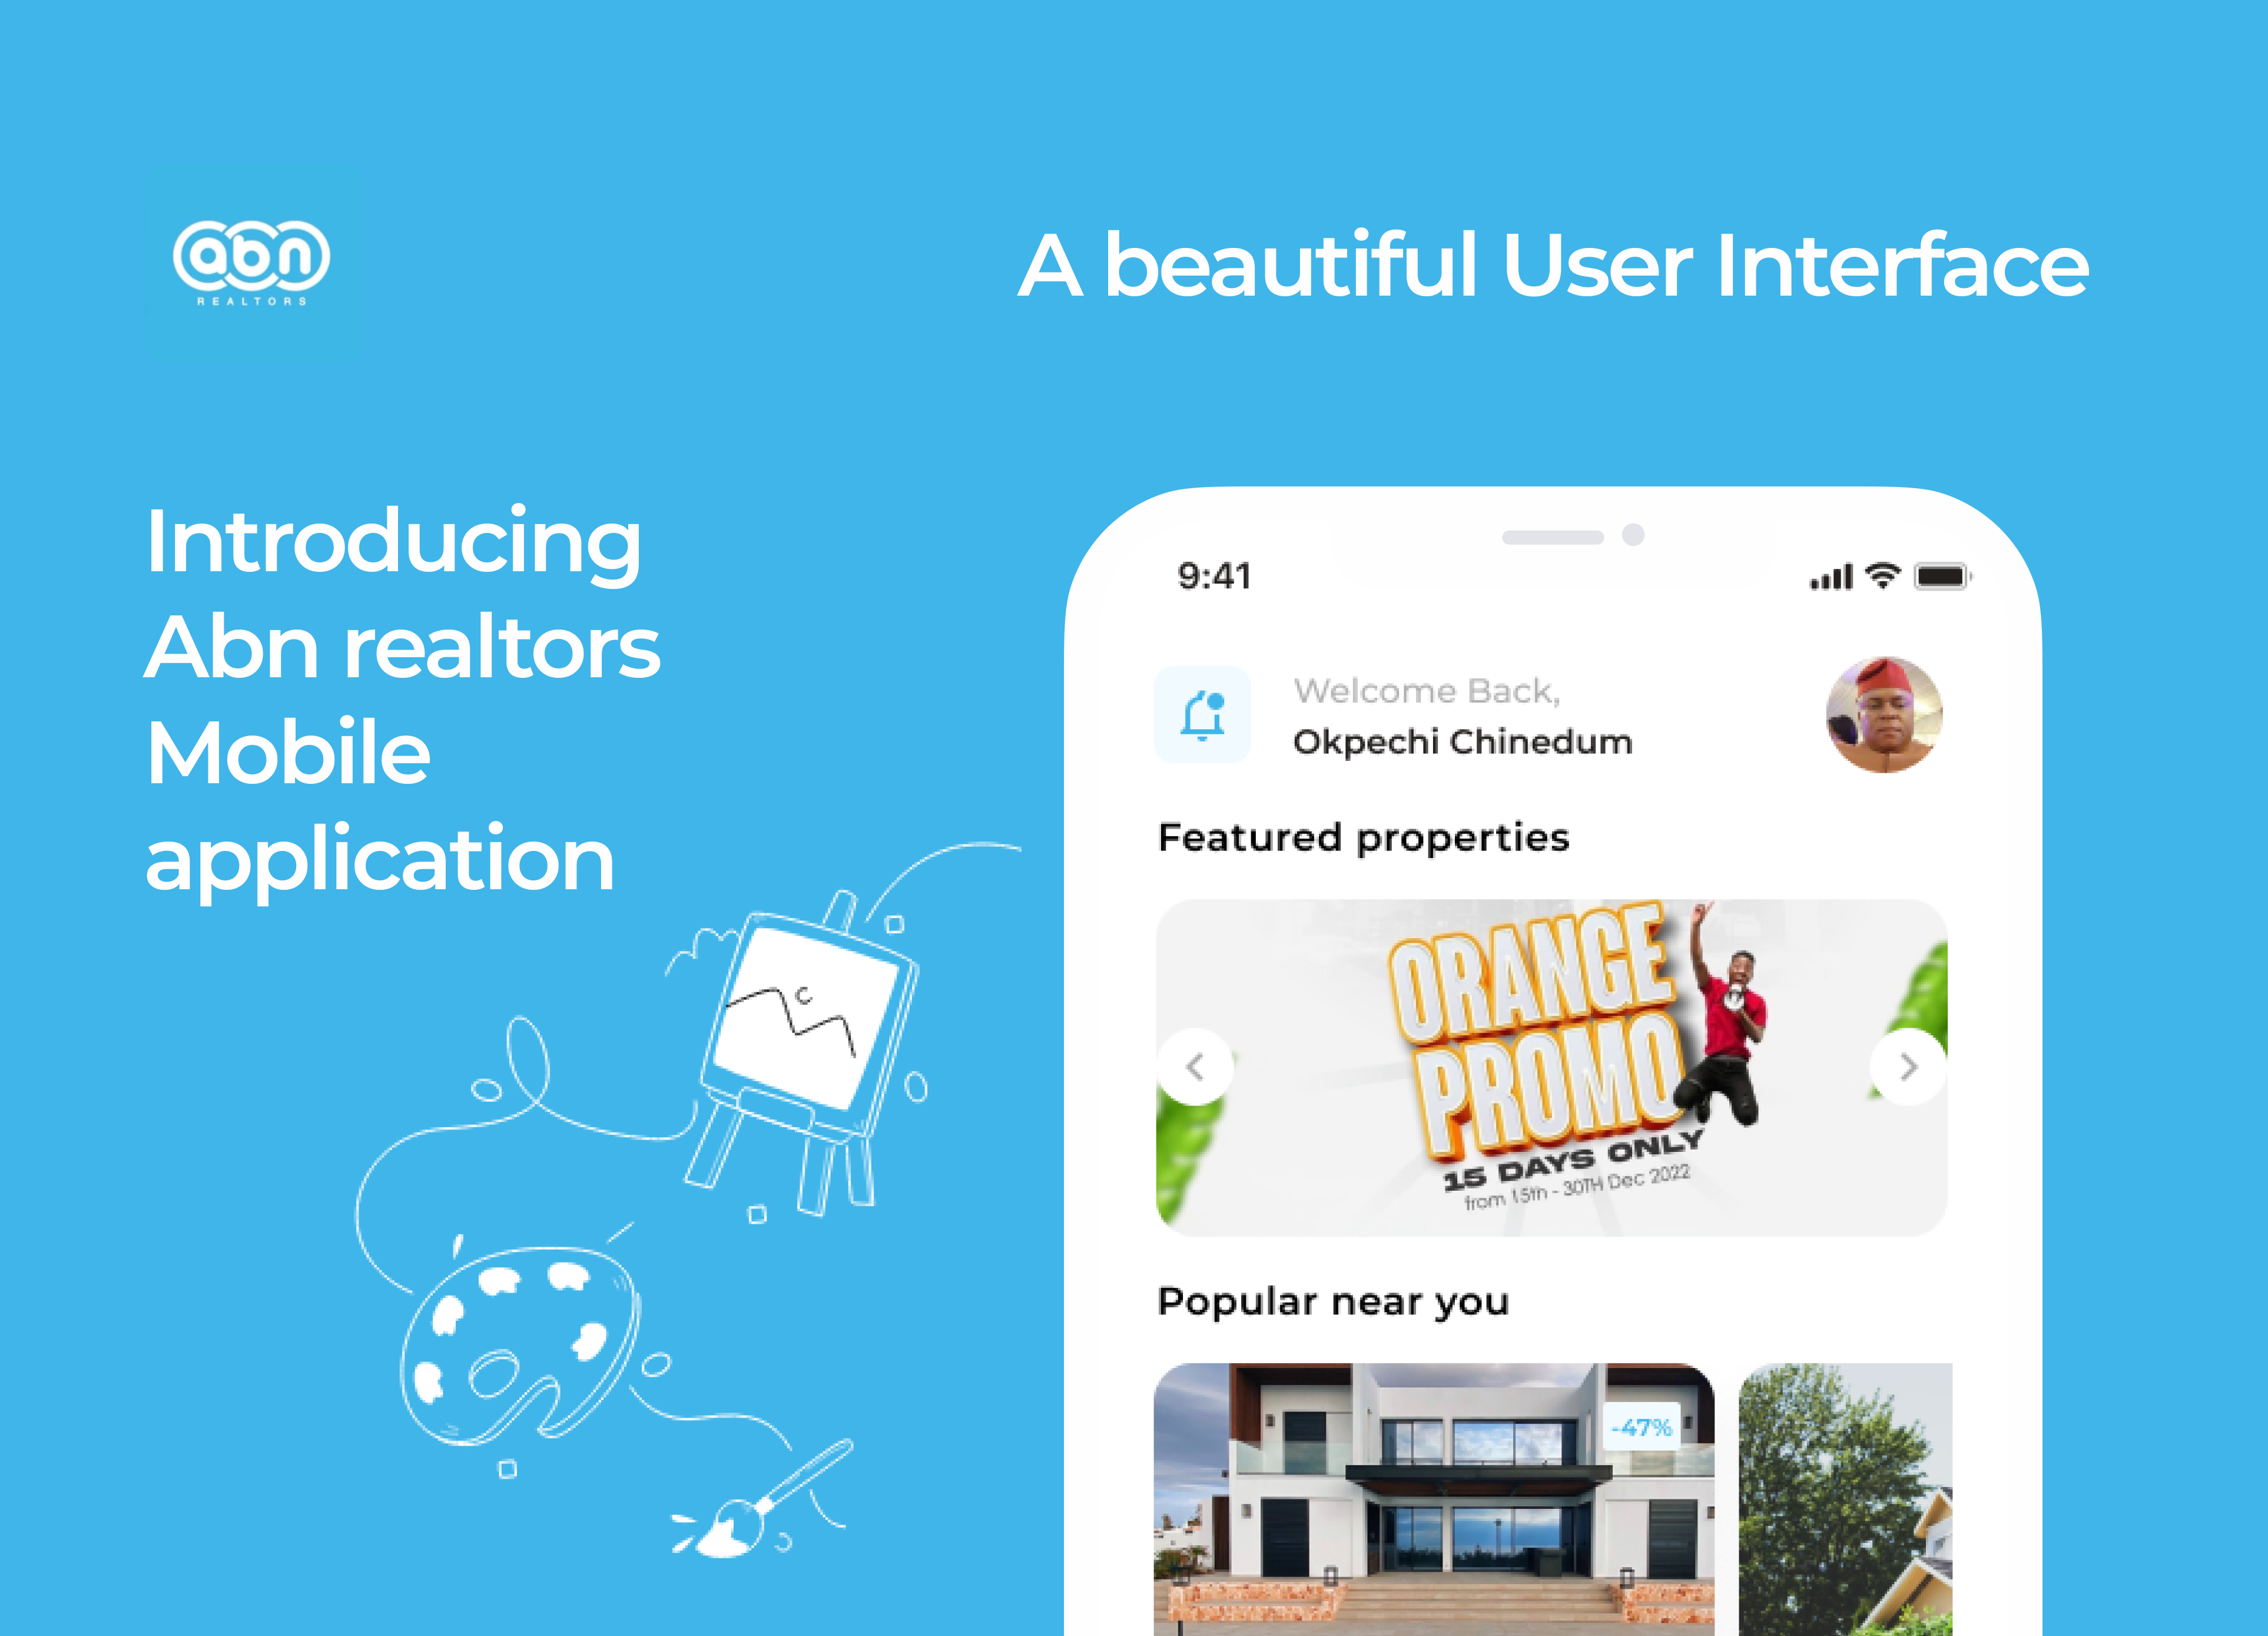 abn
REALTORS
A beautiful User Interface
Introducing
Abn realtors
Mobile
application
9:41
Welcome Back,
Okpechi Chinedum
Featured properties
ORANGE
PROMO
15 DAYS ONLY
from 15th - 30TH Dec 2022
Popular near you
-47%